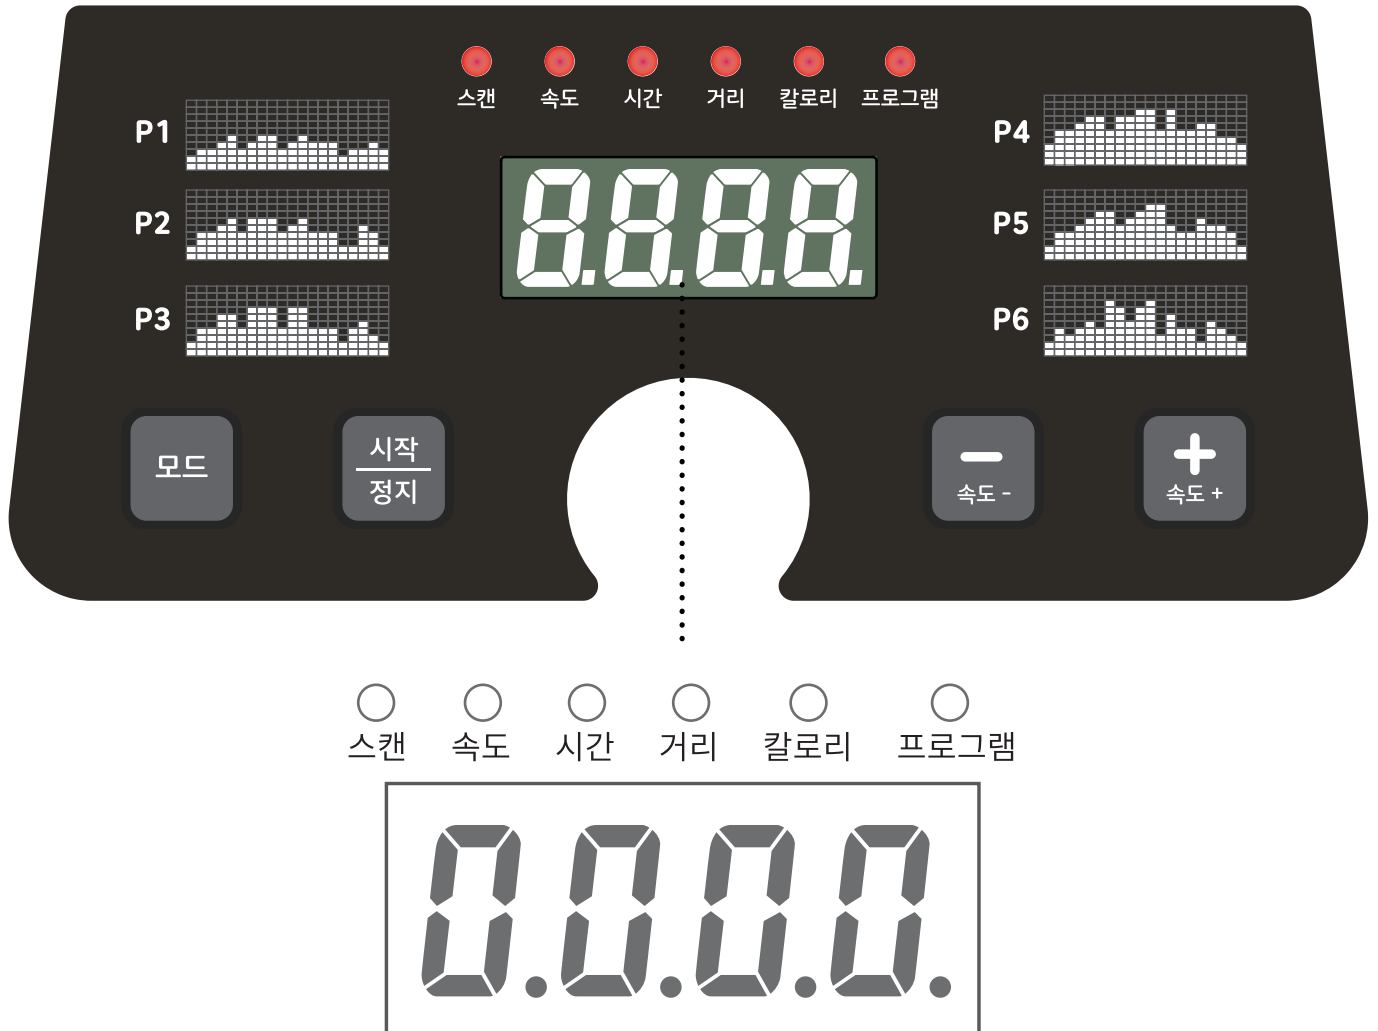 스캔 속도 시간 거리 칼로리 프로그램
P1
P2
P3
8.8.8.8.
P4
P5
P6
모드
시작
정지
속도 -
속도 +
스캔 속도 시간 거리 칼로리 프로그램
0.0.0.0.